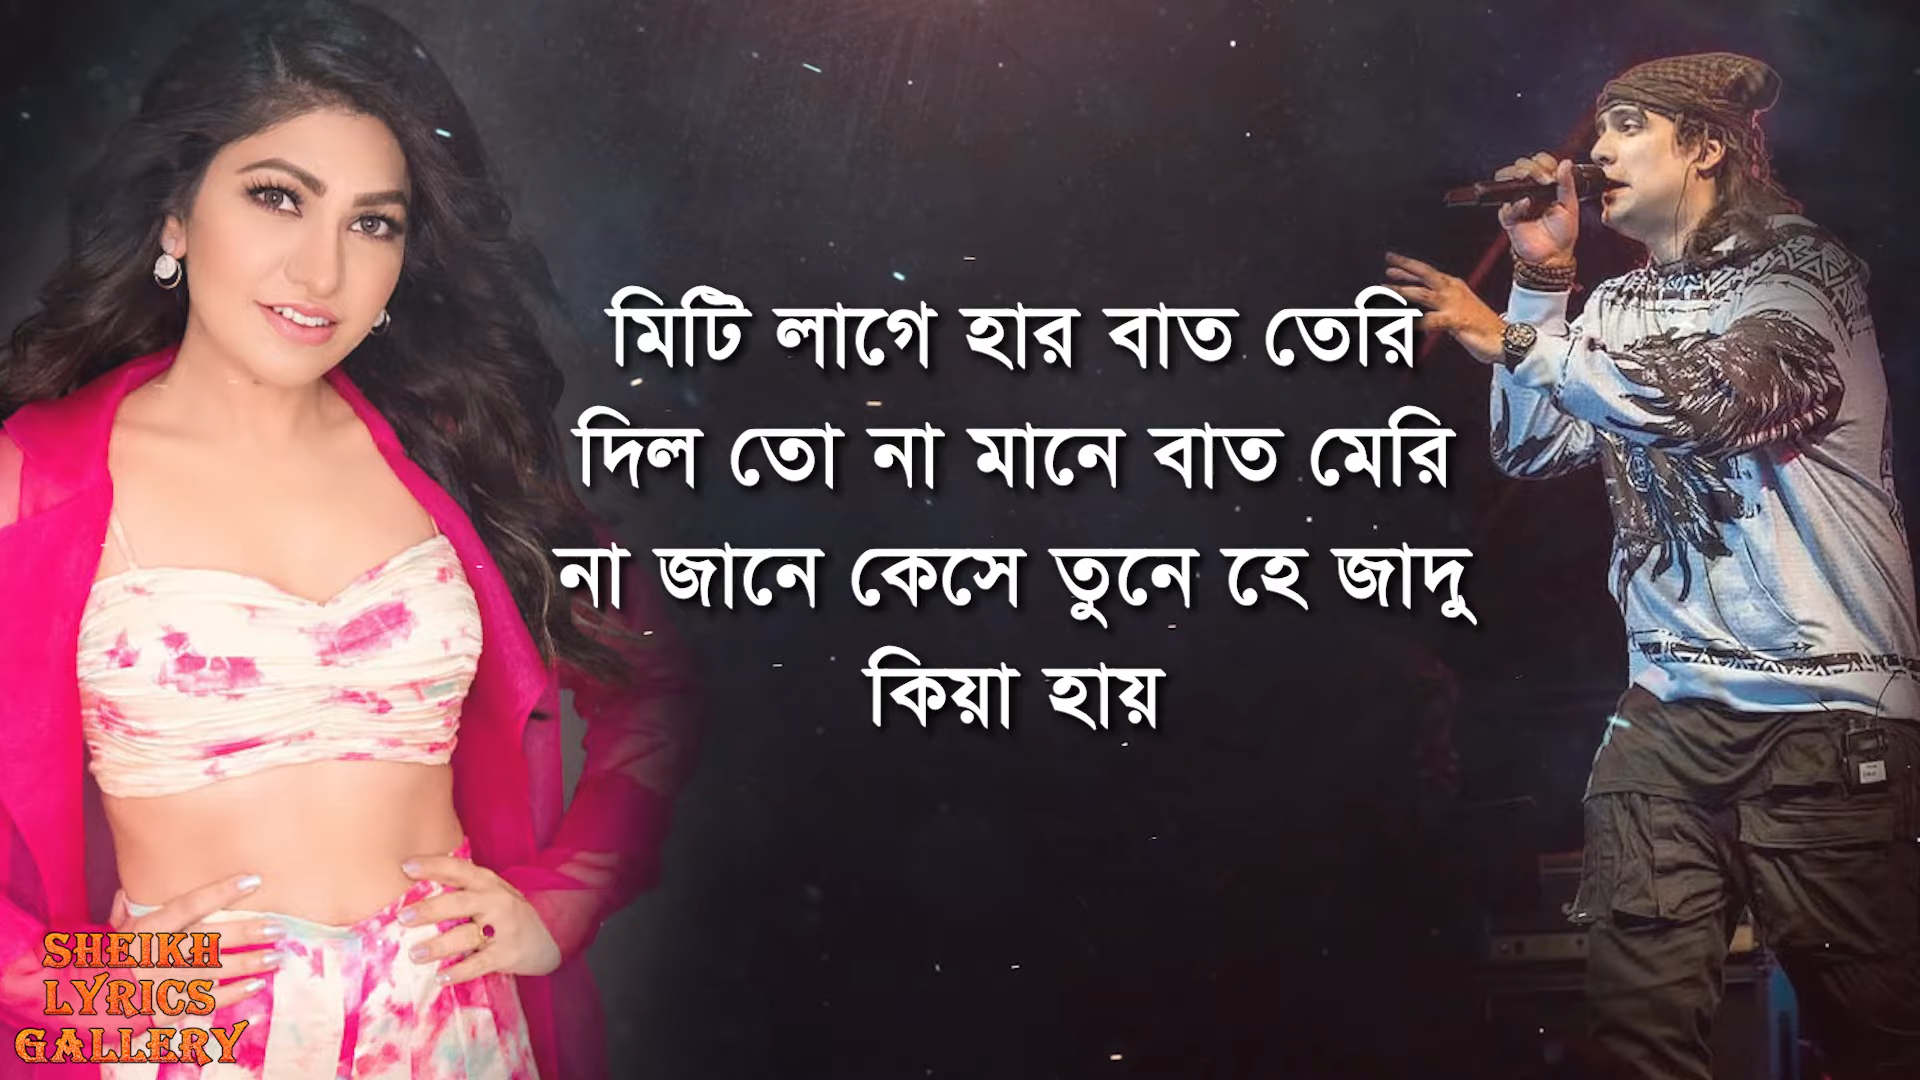 মিটি লাগে হার বাত তেরি
দিল তো না মানে বাত মেরি
না জানে কেসে তুনে হে জাদু
কিয়া হায়
SHEIKH
LYRICS
GALLERY